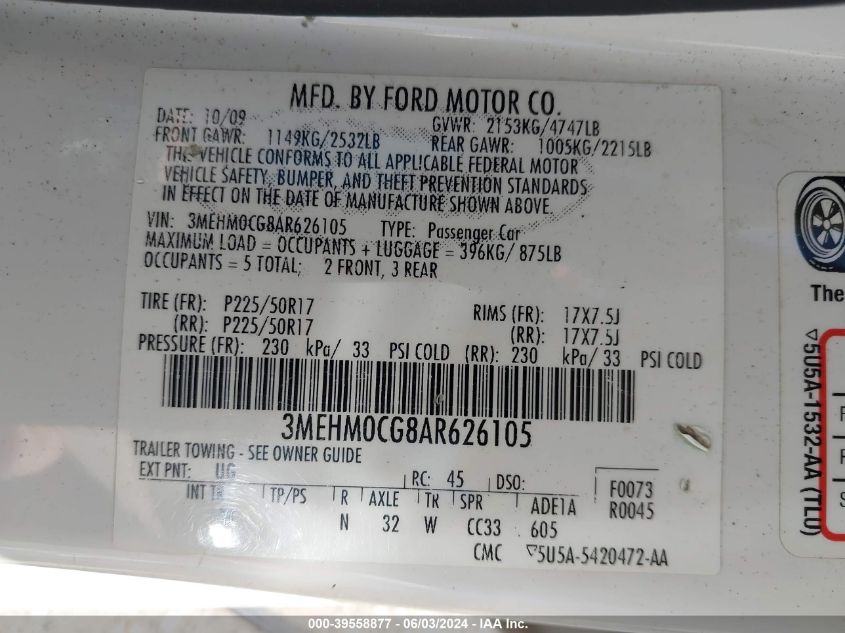 MFD. BY FORD MOTOR CO.
DATE: 10/09 GVWR: 2153KG/4747LB
FRONT GAWR: 1149KG/2532LB REAR GAWR: 1005KG/2215LB
THIS VEHICLE CONFORMS TO ALL APPLICABLE FEDERAL MOTOR
VEHICLE SAFETY, BUMPER, AND THEFT PREVENTION STANDARDS
IN EFFECT ON THE DATE OF MANUFACTURE SHOWN ABOVE.
VIN: 3MEHM0CG8AR626105 TYPE: Passenger Car
MAXIMUM LOAD = OCCUPANTS + LUGGAGE = 396KG/ 875LB
OCCUPANTS = 5 TOTAL; 2 FRONT, 3 REAR
TIRE (FR): P225/50R17 RIMS (FR): 17X7.5J
(RR): P225/50R17 (RR): 17X7.5J
PRESSURE (FR): 230 kPa/ 33 PSI COLD (RR): 230 kPa/ 33 PSI COLD
3MEHM0CG8AR626105
TRAILER TOWING - SEE OWNER GUIDE
EXT PNT: UG RC: 45 DSO: F0073
INT TP/PS R AXLE TR SPR ADE1A R0045
N 32 W CC33 605
CMC ▽5U5A-5420472-AA
The
▽5U5A-1532-AA (TLU)
000-39558877 - 06/03/2024 - IAA Inc.